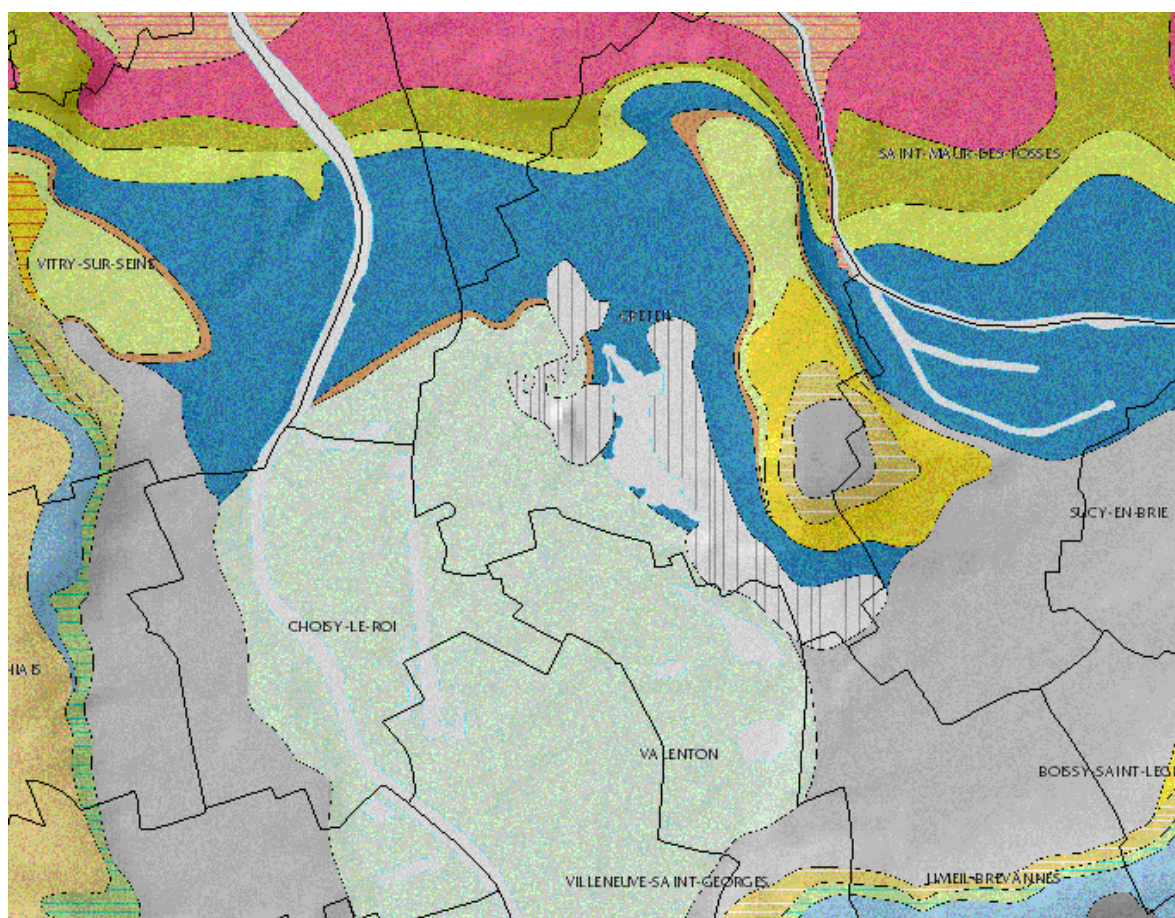 SAINT-MAUR-DES-FOSSES
VITRY-SUR-SEINE
CRETEIL
SUCY-EN-BRIE
CHOISY-LE-ROI
HIAIS
VALENTON
BOISSY-SAINT-LEG
VILLENEUVE-SAINT-GEORGES
LIMEIL-BREVANNES